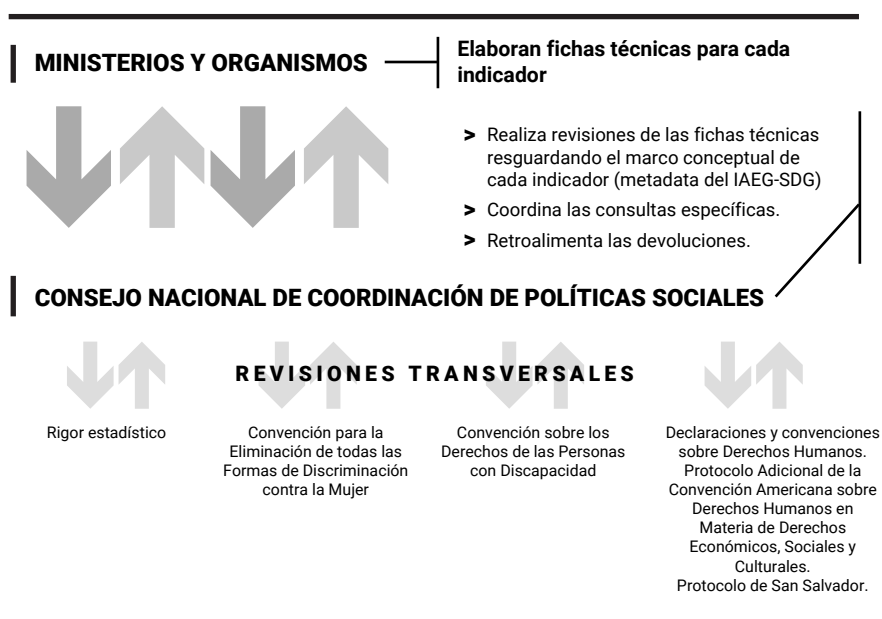 MINISTERIOS Y ORGANISMOS
Elaboran fichas técnicas para cada
indicador
> Realiza revisiones de las fichas técnicas
resguardando el marco conceptual de
cada indicador (metadata del IAEG-SDG)
> Coordina las consultas específicas.
> Retroalimenta las devoluciones.
CONSEJO NACIONAL DE COORDINACIÓN DE POLÍTICAS SOCIALES
REVISIONES TRANSVERSALES
Rigor estadístico
Convención para la
Eliminación de todas las
Formas de Discriminación
contra la Mujer
Convención sobre los
Derechos de las Personas
con Discapacidad
Declaraciones y convenciones
sobre Derechos Humanos.
Protocolo Adicional de la
Convención Americana sobre
Derechos Humanos en
Materia de Derechos
Económicos, Sociales y
Culturales.
Protocolo de San Salvador.